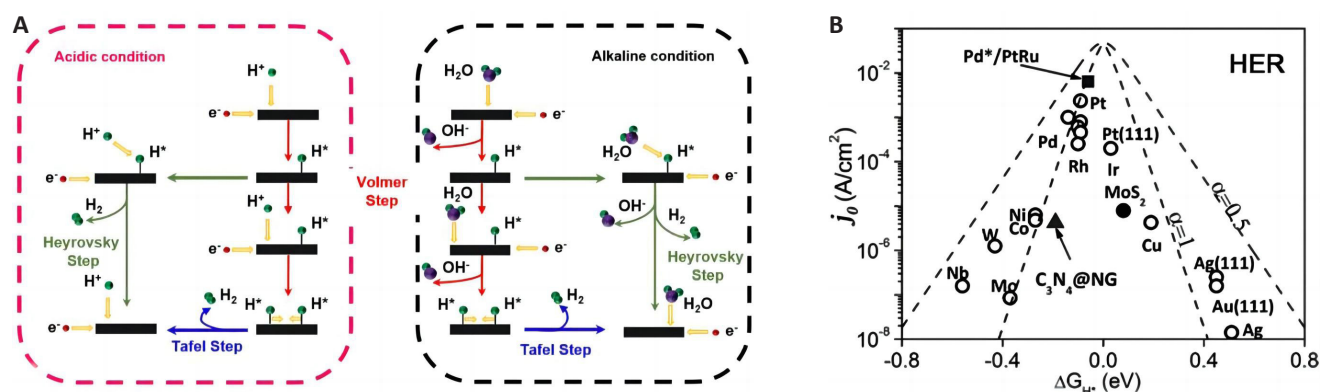 A
Acidic condition
H⁺
e⁻
H⁺
H*
H*
e⁻
H₂
H⁺
H*
Heyrovsky
Step
e⁻
H⁺
H₂
H*
H*
e⁻
Tafel Step
Volmer
Step
Alkaline condition
H₂O
e⁻
OH⁻
H*
H₂O
H*
H₂O
e⁻
H*
OH⁻
H₂
e⁻
OH⁻
Heyrovsky
Step
H*
H*
H₂
H₂O
Tafel Step
e⁻
B
HER
Pd*/PtRu
Pt
Pd
Pt(111)
Rh
Ir
MoS₂
Ni
Co
W
Cu
Nb
Mo
C₃N₄@NG
Ag(111)
Au(111)
Ag
α=1
α=0.5
j₀ (A/cm²)
10⁻²
10⁻⁴
10⁻⁶
10⁻⁸
-0.8
-0.4
0.0
0.4
0.8
ΔG_H* (eV)